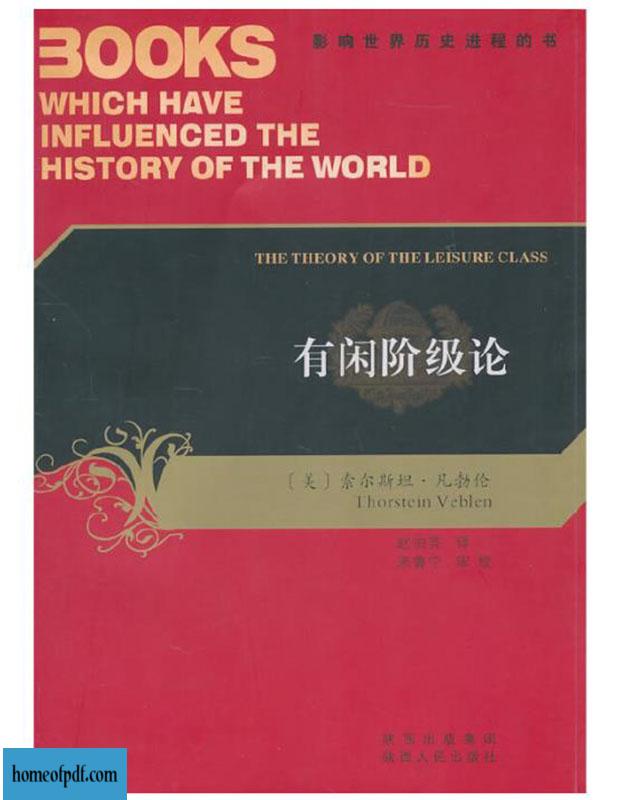 BOOKS
影响世界历史进程的书
WHICH HAVE
INFLUENCED THE
HISTORY OF THE WORLD
THE THEORY OF THE LEISURE CLASS
有闲阶级论
〔美〕索尔斯坦·凡勃伦
Thorstein Veblen
译
审校
陕西出版集团
陕西人民出版社
homeofpdf.com